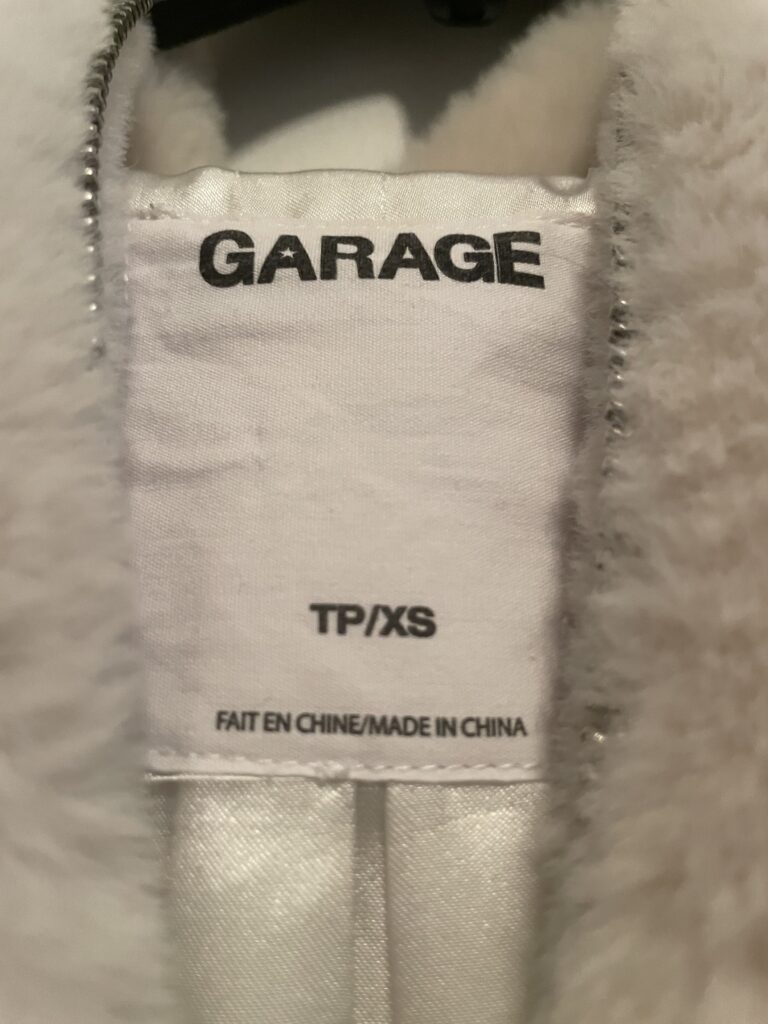 GARAGE
TP/XS
FAIT EN CHINE/MADE IN CHINA